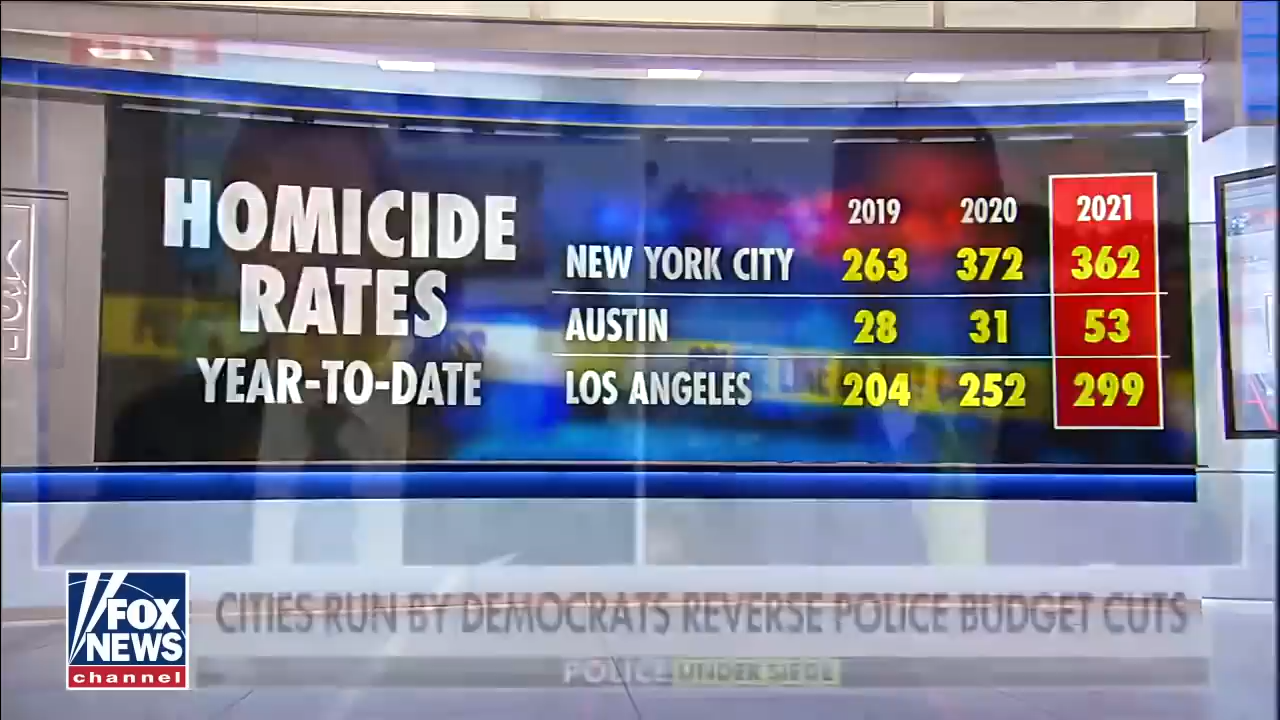 HOMICIDE
RATES
YEAR-TO-DATE
2019 2020 2021
NEW YORK CITY 263 372 362
AUSTIN 28 31 53
LOS ANGELES 204 252 299
CITIES RUN BY DEMOCRATS REVERSE POLICE BUDGET CUTS
POLICE UNDER SIEGE
FOX
NEWS
channel